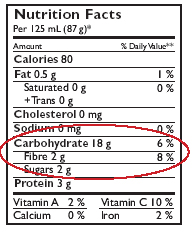 Nutrition Facts
Per 125 mL (87 g)*
Amount % Daily Value**
Calories 80
Fat 0.5 g 1 %
Saturated 0 g 0 %
+ Trans 0 g
Cholesterol 0 mg
Sodium 0 mg 0 %
Carbohydrate 18 g 6 %
Fibre 2 g 8 %
Sugars 2 g
Protein 3 g
Vitamin A 2 % Vitamin C 10 %
Calcium 0 % Iron 2 %